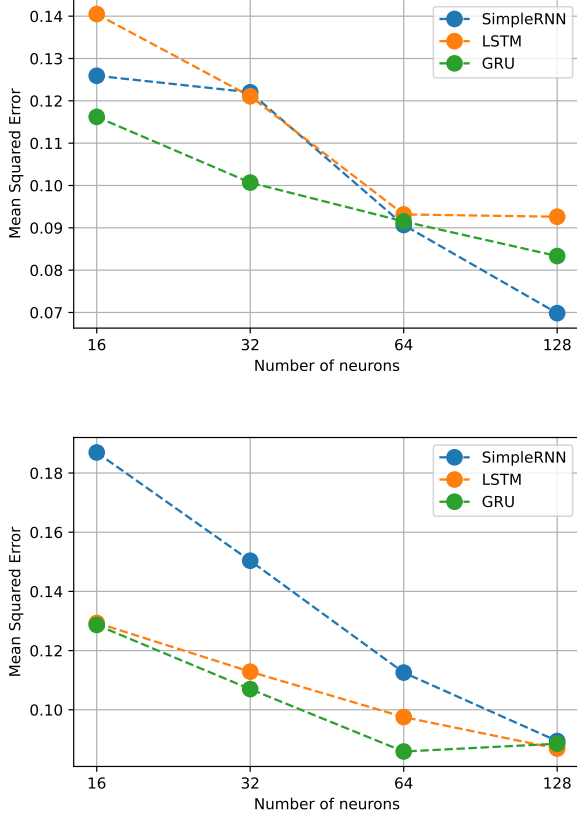 0.14
0.13
0.12
0.11
0.10
0.09
0.08
0.07
Mean Squared Error
SimpleRNN
LSTM
GRU
16 32 64 128
Number of neurons
0.18
0.16
0.14
0.12
0.10
Mean Squared Error
SimpleRNN
LSTM
GRU
16 32 64 128
Number of neurons